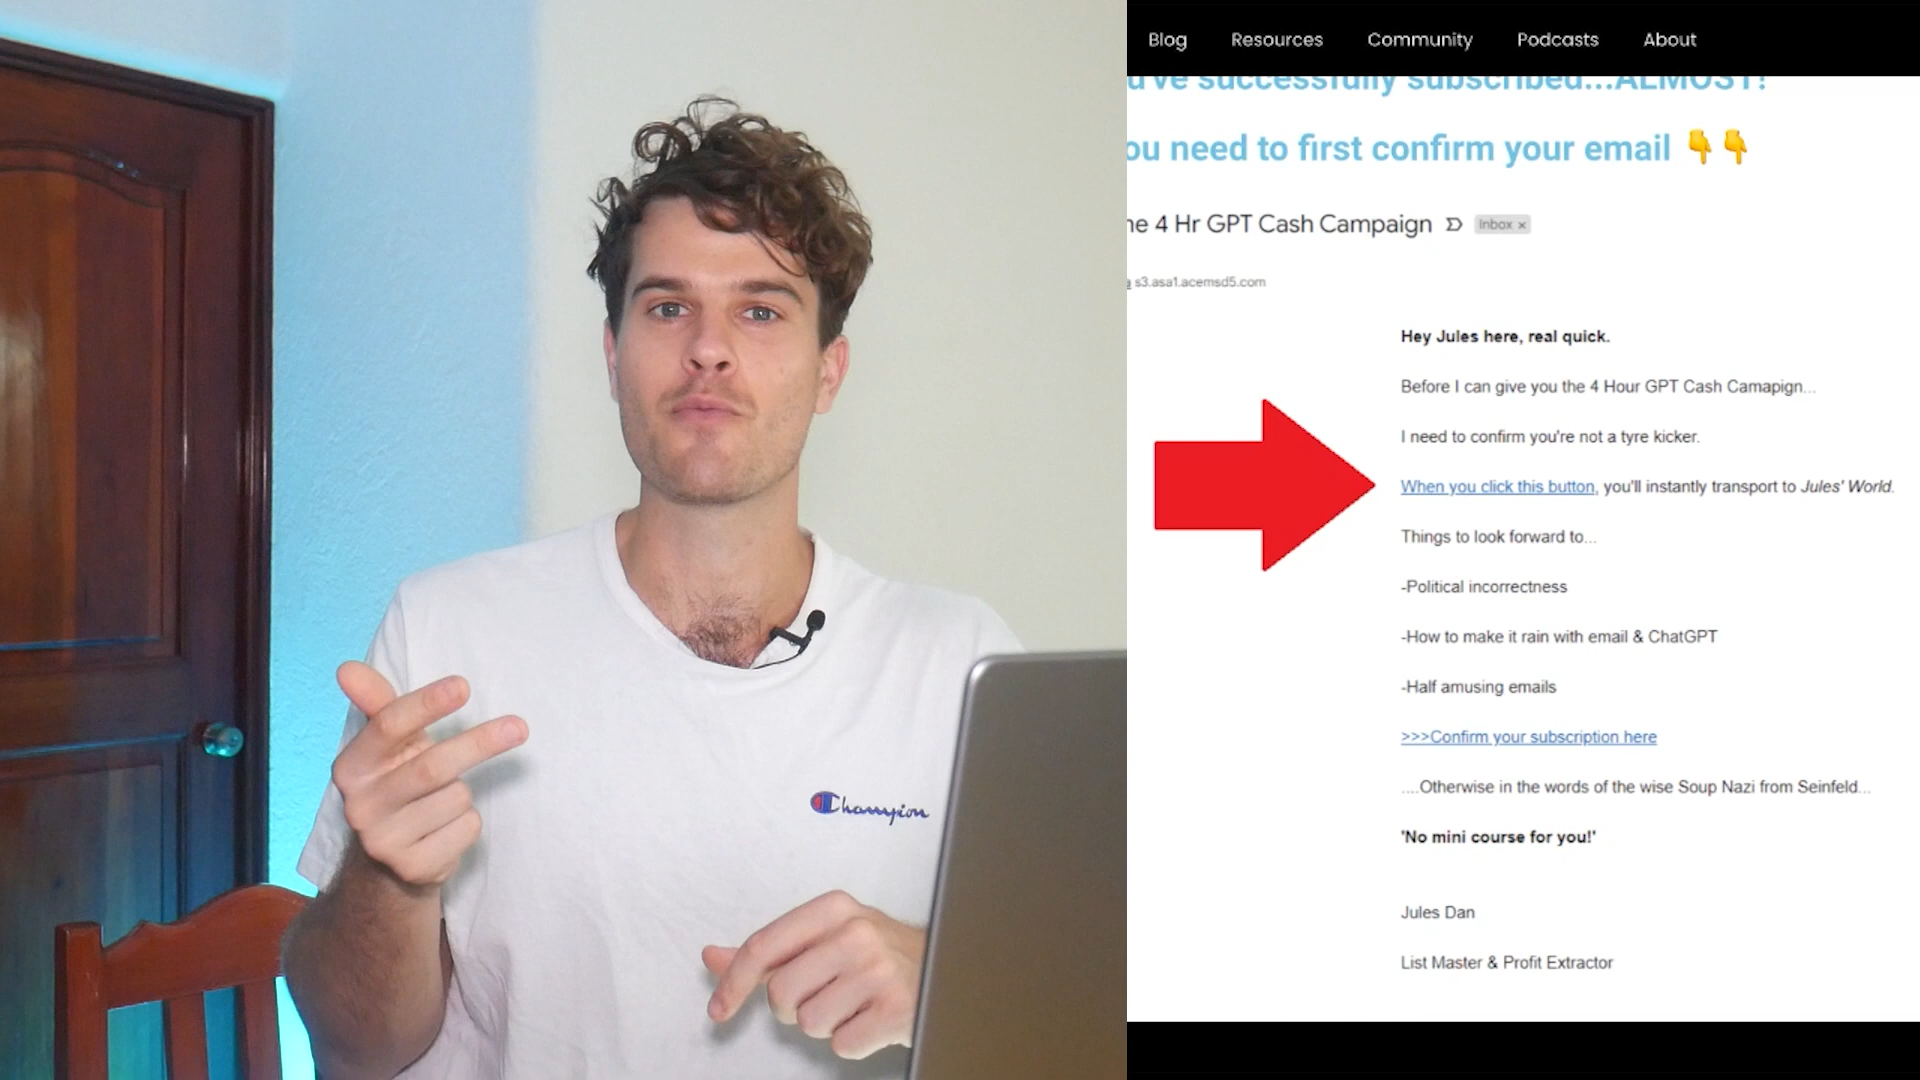 Blog Resources Community Podcasts About
u've successfully subscribed...ALMOST!
ou need to first confirm your email 👇👇
he 4 Hr GPT Cash Campaign Inbox x
s3.asa1.acemsd5.com
Hey Jules here, real quick.
Before I can give you the 4 Hour GPT Cash Camapign...
I need to confirm you're not a tyre kicker.
When you click this button, you'll instantly transport to Jules' World.
Things to look forward to...
-Political incorrectness
-How to make it rain with email & ChatGPT
-Half amusing emails
>>>Confirm your subscription here
....Otherwise in the words of the wise Soup Nazi from Seinfeld...
'No mini course for you!'
Jules Dan
List Master & Profit Extractor
Champion